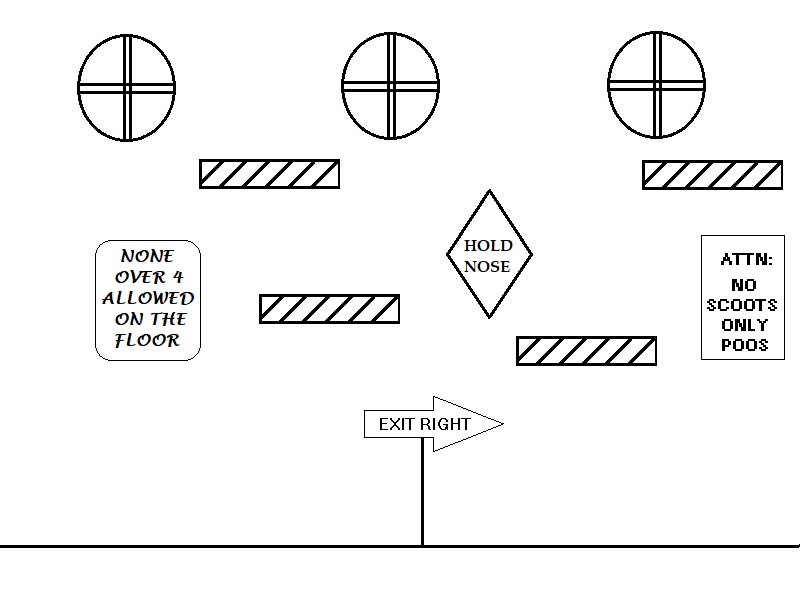 NONE
OVER 4
ALLOWED
ON THE
FLOOR
HOLD
NOSE
ATTN:
NO
SCOOTS
ONLY
POOS
EXIT RIGHT